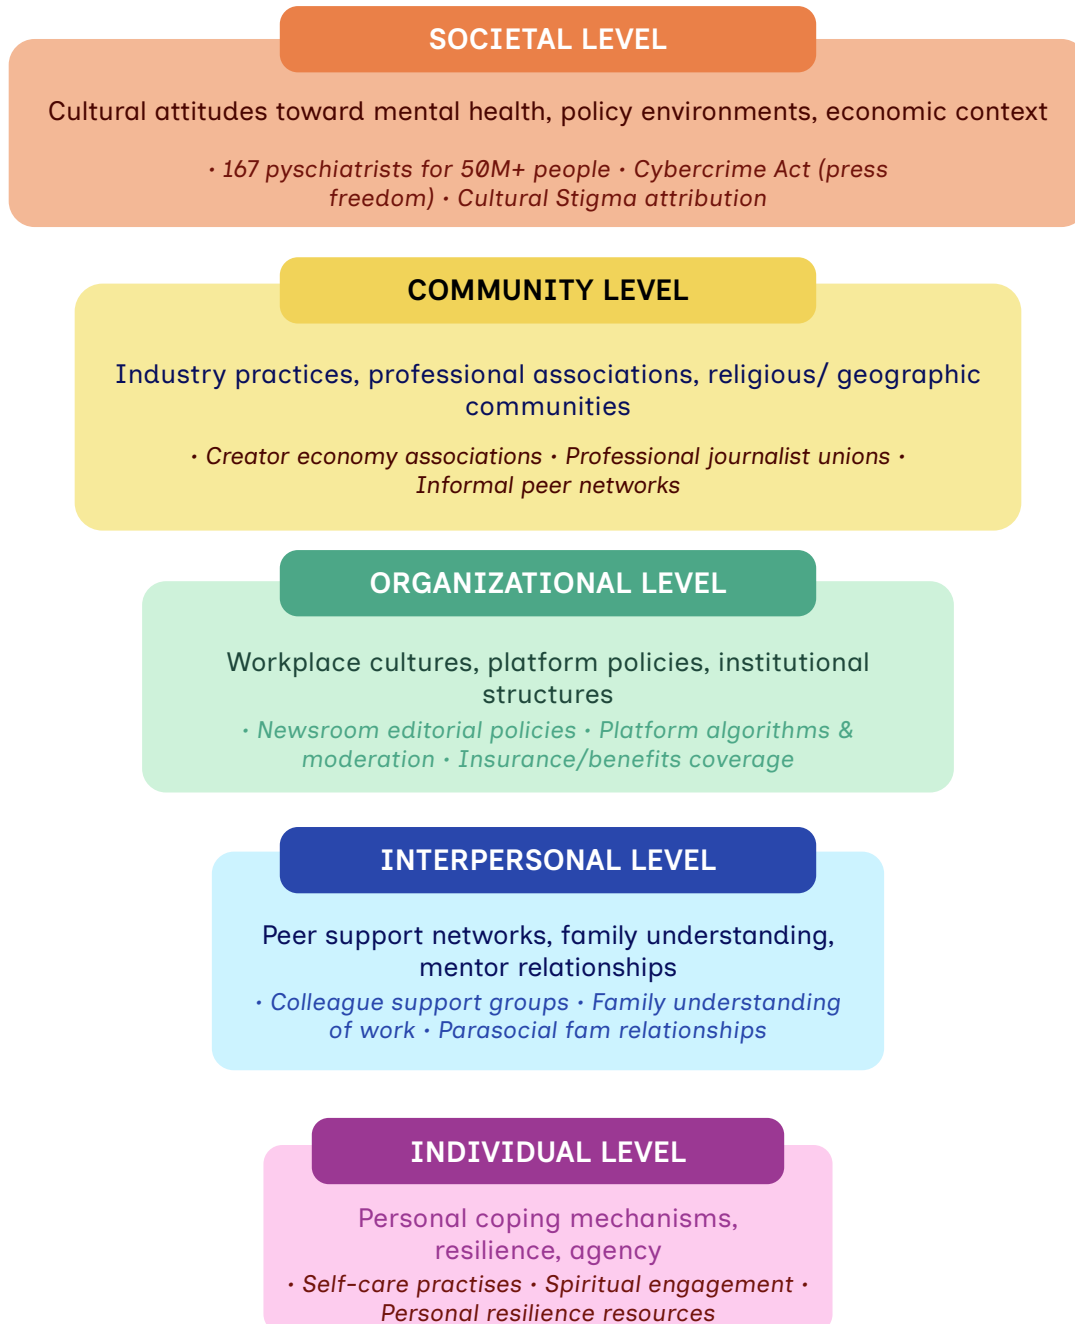 SOCIETAL LEVEL
Cultural attitudes toward mental health, policy environments, economic context
· 167 pyschiatrists for 50M+ people · Cybercrime Act (press
freedom) · Cultural Stigma attribution
COMMUNITY LEVEL
Industry practices, professional associations, religious/ geographic
communities
· Creator economy associations · Professional journalist unions ·
Informal peer networks
ORGANIZATIONAL LEVEL
Workplace cultures, platform policies, institutional
structures
· Newsroom editorial policies · Platform algorithms &
moderation · Insurance/benefits coverage
INTERPERSONAL LEVEL
Peer support networks, family understanding,
mentor relationships
· Colleague support groups · Family understanding
of work · Parasocial fam relationships
INDIVIDUAL LEVEL
Personal coping mechanisms,
resilience, agency
· Self-care practises · Spiritual engagement ·
Personal resilience resources